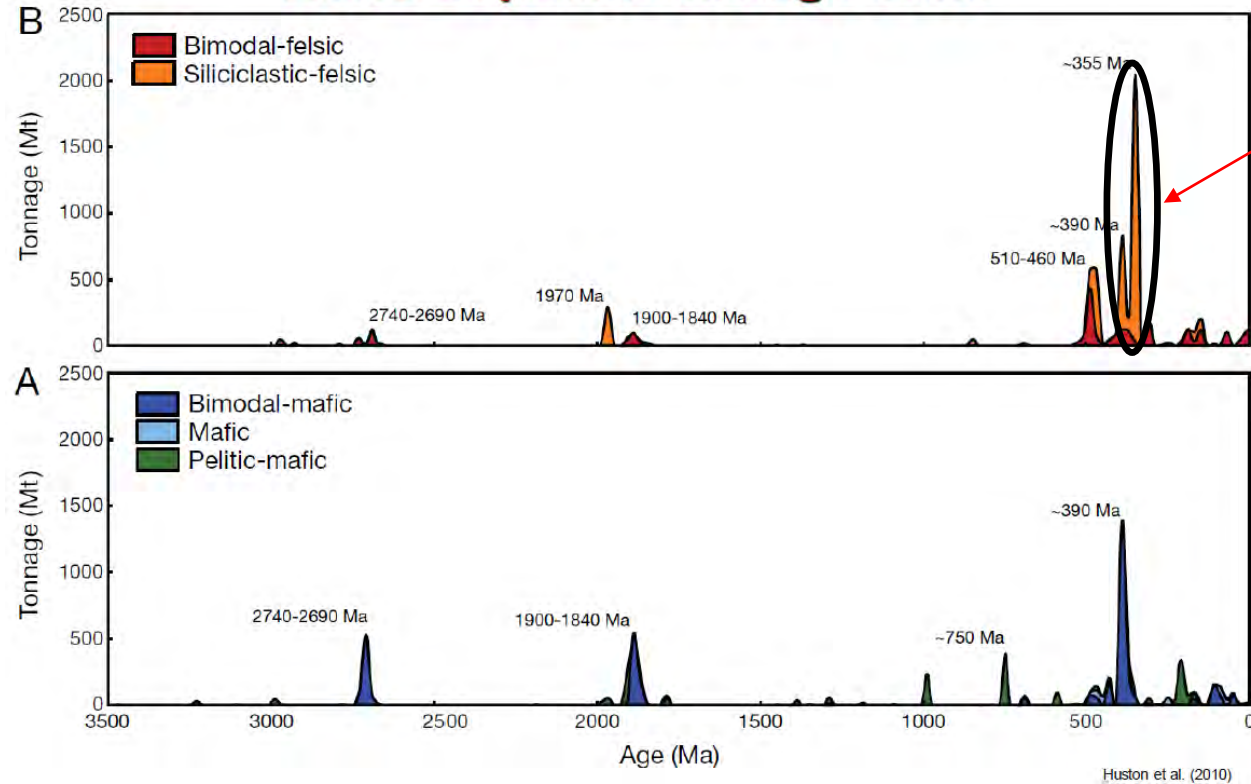 B
2500
2000
1500
1000
500
0
Tonnage (Mt)
Bimodal-felsic
Siliciclastic-felsic
~355 Ma
~390 Ma
510-460 Ma
1970 Ma
1900-1840 Ma
2740-2690 Ma
A
2500
2000
1500
1000
500
0
Tonnage (Mt)
Bimodal-mafic
Mafic
Pelitic-mafic
~390 Ma
2740-2690 Ma
1900-1840 Ma
~750 Ma
3500 3000 2500 2000 1500 1000 500 0
Age (Ma)
Huston et al. (2010)